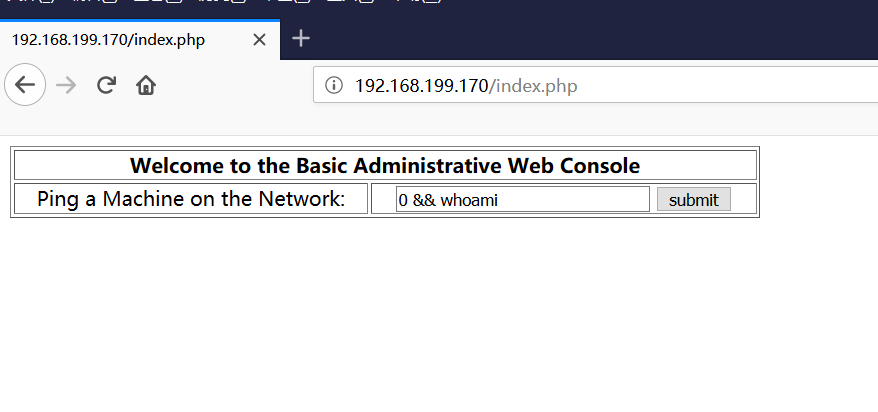 192.168.199.170/index.php
192.168.199.170/index.php
Welcome to the Basic Administrative Web Console
Ping a Machine on the Network: 0 && whoami submit